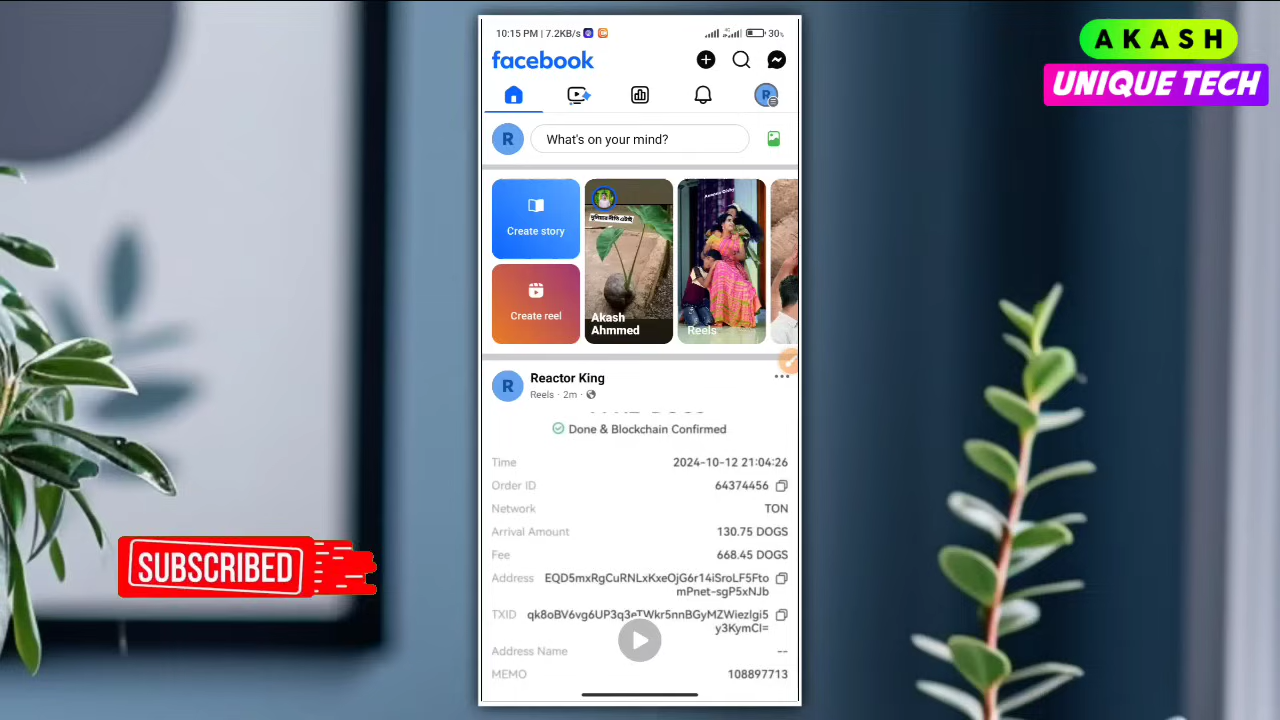 AKASH
UNIQUE TECH
10:15 PM | 7.2KB/s
30%
facebook
R
What's on your mind?
Create story
Create reel
Akash
Ahmmed
Reels
Reactor King
Reels · 2m ·
Done & Blockchain Confirmed
Time 2024-10-12 21:04:26
Order ID 64374456
Network TON
Arrival Amount 130.75 DOGS
Fee 668.45 DOGS
Address EQD5mxRgCuRNLxKxeOjG6r14iSroLF5Fto
mPnet-sgP5xNJb
TXID qk8oBV6vg6UP3q3eTWkr5nnBGyMZWiezIgi5
y3KymCI=
Address Name --
MEMO 108897713
SUBSCRIBED